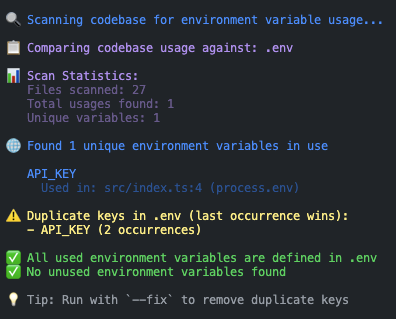 🔍 Scanning codebase for environment variable usage...
📋 Comparing codebase usage against: .env
📊 Scan Statistics:
Files scanned: 27
Total usages found: 1
Unique variables: 1
🌐 Found 1 unique environment variables in use
API_KEY
Used in: src/index.ts:4 (process.env)
⚠️ Duplicate keys in .env (last occurrence wins):
- API_KEY (2 occurrences)
✅ All used environment variables are defined in .env
✅ No unused environment variables found
💡 Tip: Run with `--fix` to remove duplicate keys